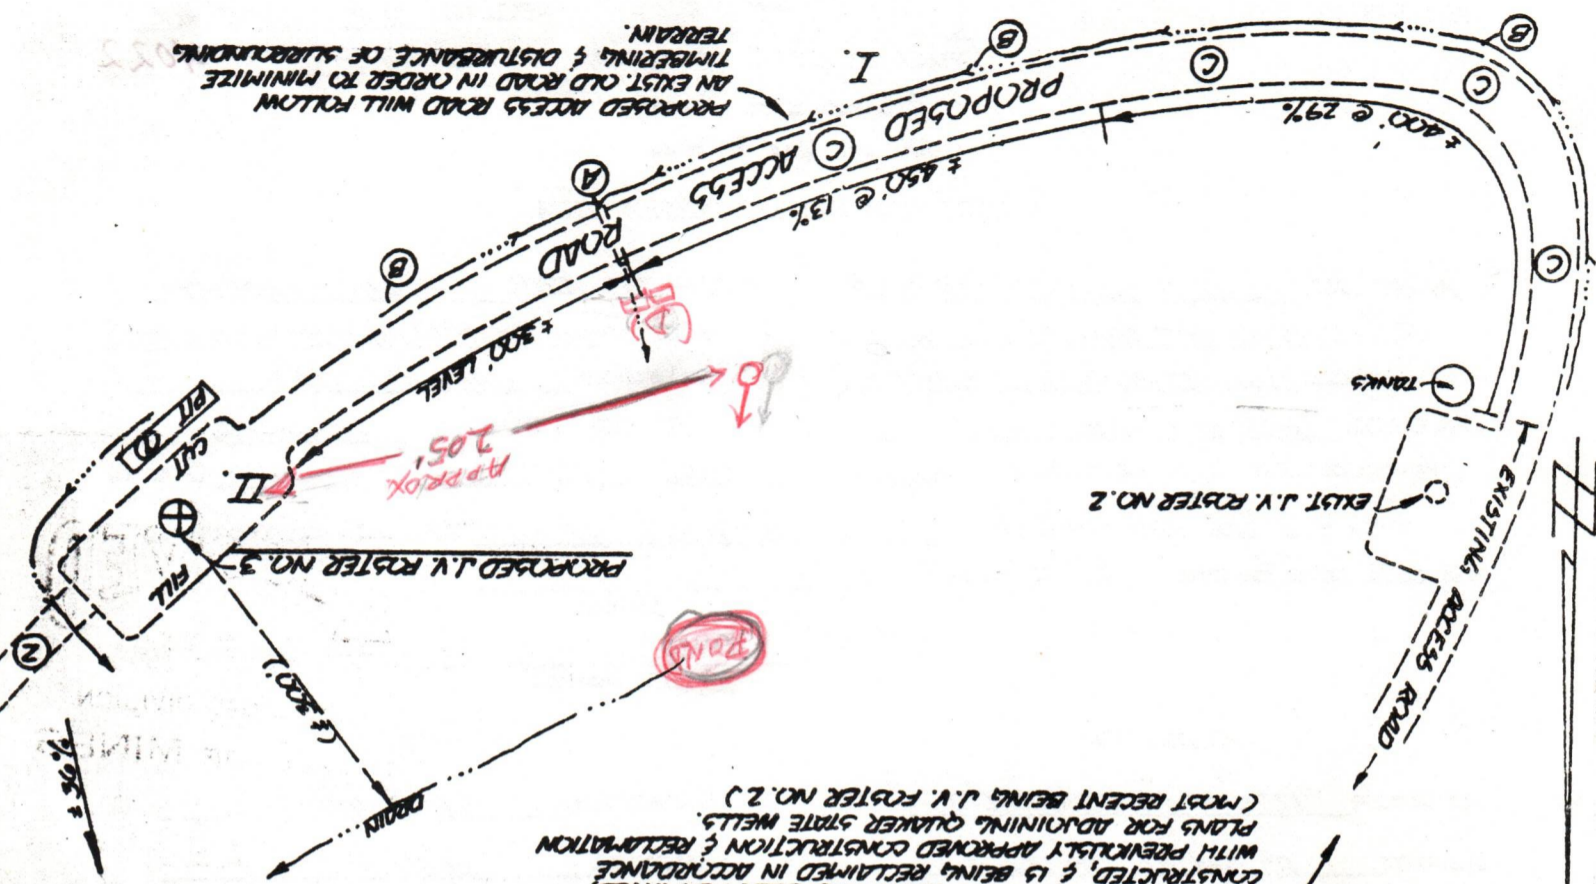 CONSTRUCTED, & IS BEING RECLAIMED IN ACCORDANCE
WITH PREVIOUSLY APPROVED CONSTRUCTION & RECLAMATION
PLANS FOR ADJOINING QUAKER STATE WELLS.
(MOST RECENT BEING J.V. FOSTER NO. 2)
DRAIN
EXISTING ACCESS ROAD
(± 300')
POND
2
FILL
PROPOSED J.V. FOSTER NO. 3
EXIST. J.V. FOSTER NO. 2
II.
APPROX
205'
CUT
PIT (1)
TANKS
± 300' LEVEL
D
B
ROAD
C
A
± 450' @ 13%
ACCESS
C
PROPOSED
± 400' @ 29%
PROPOSED ACCESS ROAD WILL FOLLOW
AN EXIST. OLD ROAD IN ORDER TO MINIMIZE
TIMBERING & DISTURBANCE OF SURROUNDING
TERRAIN.
I.
C
C
B
B